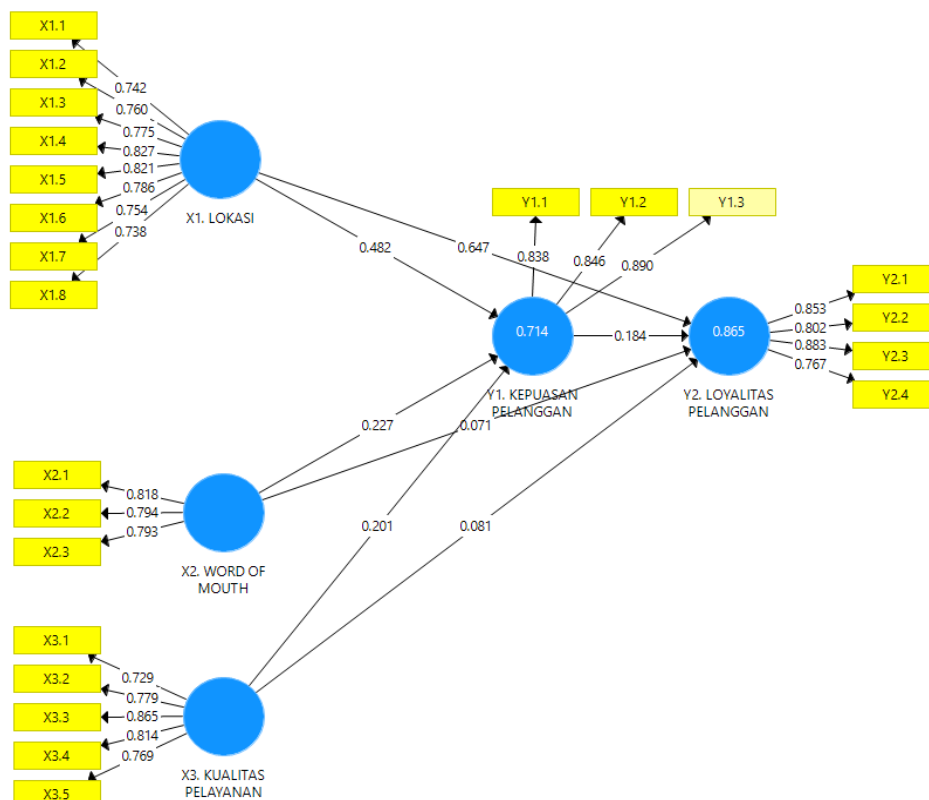 X1.1
X1.2
X1.3
X1.4
X1.5
X1.6
X1.7
X1.8
0.742
0.760
0.775
0.827
0.821
0.786
0.754
0.738
X1. LOKASI
0.482
0.647
Y1.1
Y1.2
Y1.3
0.838
0.846
0.890
0.714
0.184
0.865
Y1. KEPUASAN
PELANGGAN
Y2. LOYALITAS
PELANGGAN
0.853
0.802
0.883
0.767
Y2.1
Y2.2
Y2.3
Y2.4
0.227
0.071
X2.1
X2.2
X2.3
0.818
0.794
0.793
X2. WORD OF
MOUTH
0.201
0.081
X3.1
X3.2
X3.3
X3.4
X3.5
0.729
0.779
0.865
0.814
0.769
X3. KUALITAS
PELAYANAN